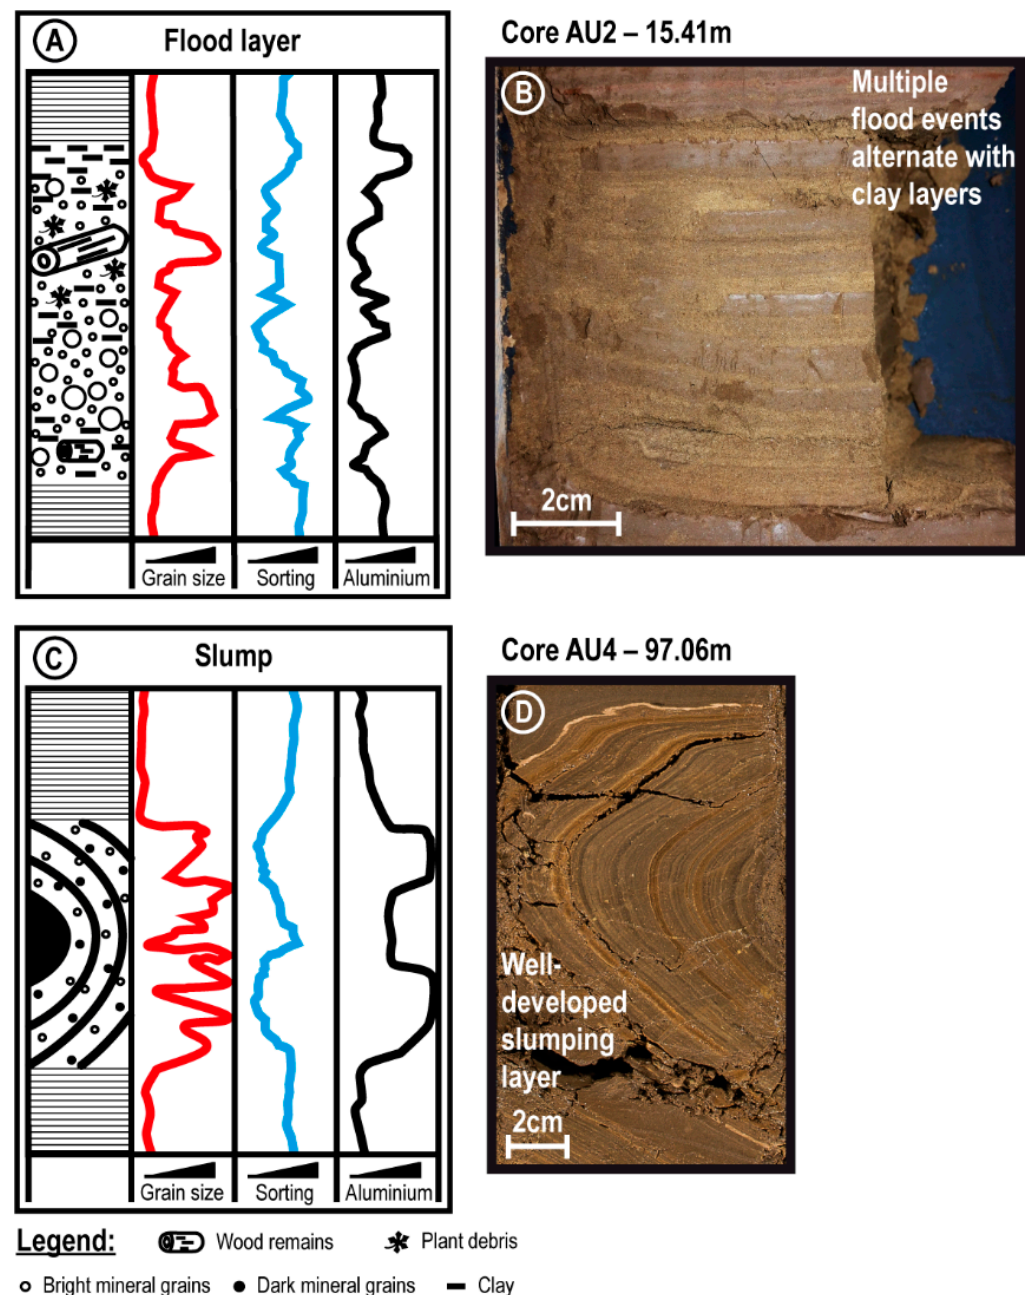 A
Flood layer
Grain size
Sorting
Aluminium
Core AU2 – 15.41m
B
Multiple
flood events
alternate with
clay layers
2cm
C
Slump
Grain size
Sorting
Aluminium
Core AU4 – 97.06m
D
Well-
developed
slumping
layer
2cm
Legend:
Wood remains
Plant debris
Bright mineral grains
Dark mineral grains
Clay